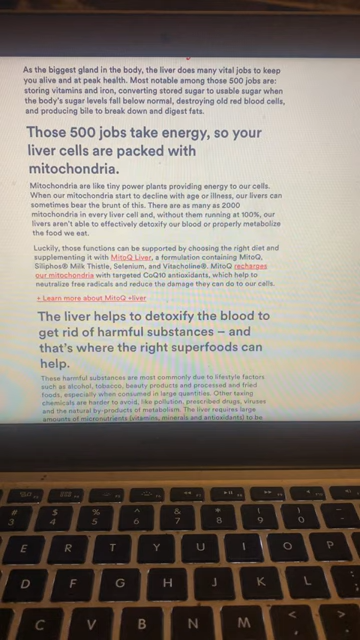 As the biggest gland in the body, the liver does many vital jobs to keep
you alive and at peak health. Most notable among those 500 jobs are:
storing vitamins and iron, converting stored sugar to usable sugar when
the body's sugar levels fall below normal, destroying old red blood cells,
and producing bile to break down and digest fats.
Those 500 jobs take energy, so your
liver cells are packed with
mitochondria.
Mitochondria are like tiny power plants providing energy to our cells.
When our mitochondria start to decline with age or illness, our livers can
sometimes bear the brunt of this. There are as many as 2000
mitochondria in every liver cell and, without them running at 100%, our
livers aren't able to effectively detoxify our blood or properly metabolize
the food we eat.
Luckily, those functions can be supported by choosing the right diet and
supplementing it with MitoQ Liver, a formulation containing MitoQ,
Siliphos® Milk Thistle, Selenium, and Vitacholine®. MitoQ recharges
our mitochondria with targeted CoQ10 antioxidants, which help to
neutralize free radicals and reduce the damage they can do to our cells.
+ Learn more about MitoQ +liver
The liver helps to detoxify the blood to
get rid of harmful substances – and
that's where the right superfoods can
help.
These harmful substances are most commonly due to lifestyle factors
such as alcohol, tobacco, beauty products and processed and fried
foods, especially when consumed in large quantities. Other taxing
chemicals are harder to avoid, like pollution, prescribed drugs, viruses
and the natural by-products of metabolism. The liver requires large
amounts of micronutrients (vitamins, minerals and antioxidants) to be
# 3 $ 4 % 5 ^ 6 & 7 * 8 ( 9 ) 0
E R T Y U I O P
D F G H J K L
C V B N M < >